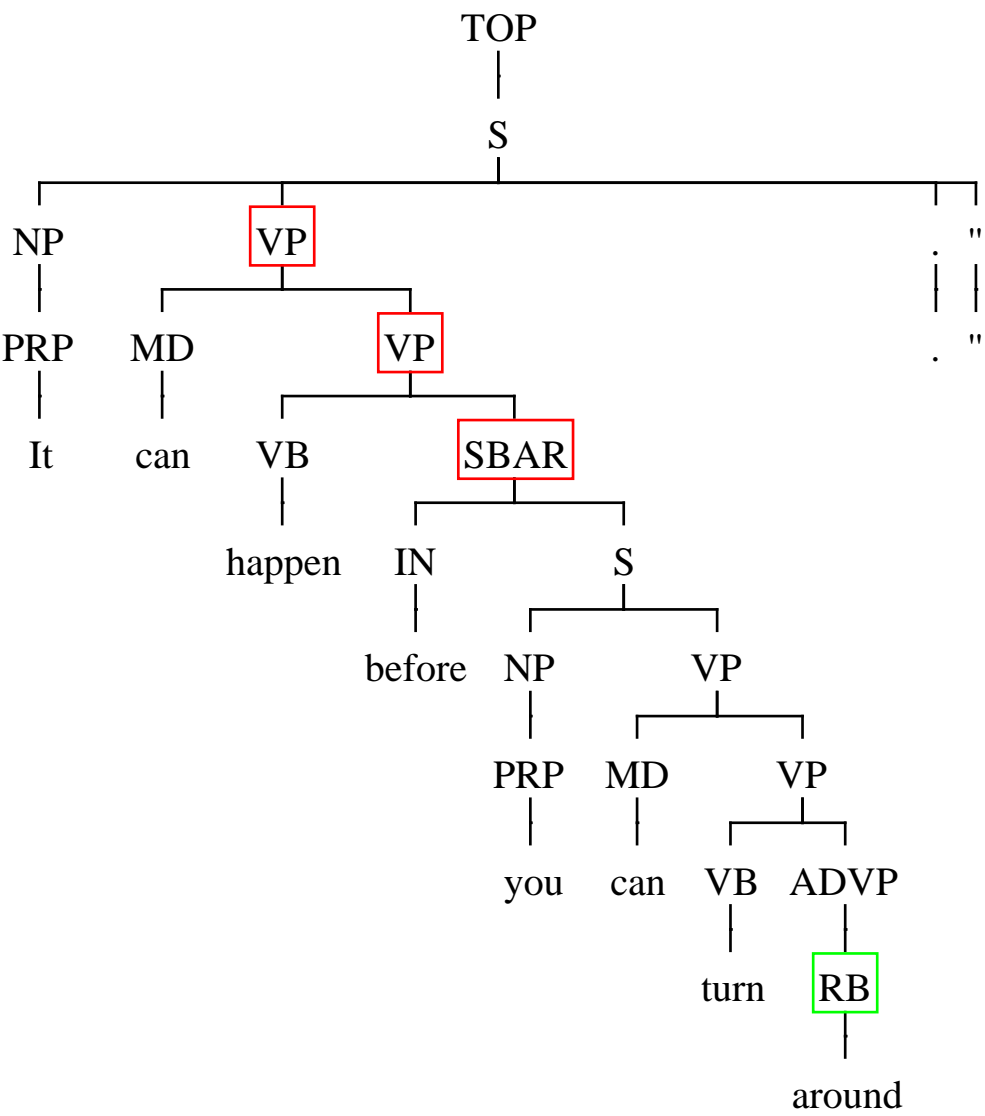 TOP
S
NP VP . "
PRP MD VP . "
It can VB SBAR
happen IN S
before NP VP
PRP MD VP
you can VB ADVP
turn RB
around